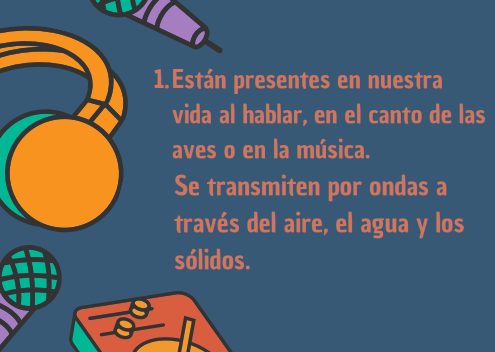 1. Están presentes en nuestra
vida al hablar, en el canto de las
aves o en la música.
Se transmiten por ondas a
través del aire, el agua y los
sólidos.